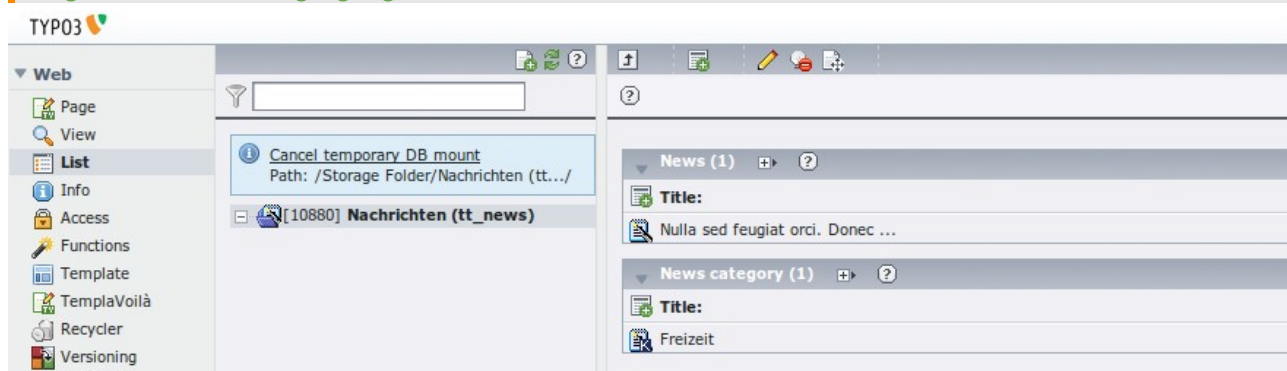 TYPO3
Web
Page
View
List
Info
Access
Functions
Template
TemplaVoilà
Recycler
Versioning
Cancel temporary DB mount
Path: /Storage Folder/Nachrichten (tt.../
[10880] Nachrichten (tt_news)
News (1)
Title:
Nulla sed feugiat orci. Donec ...
News category (1)
Title:
Freizeit